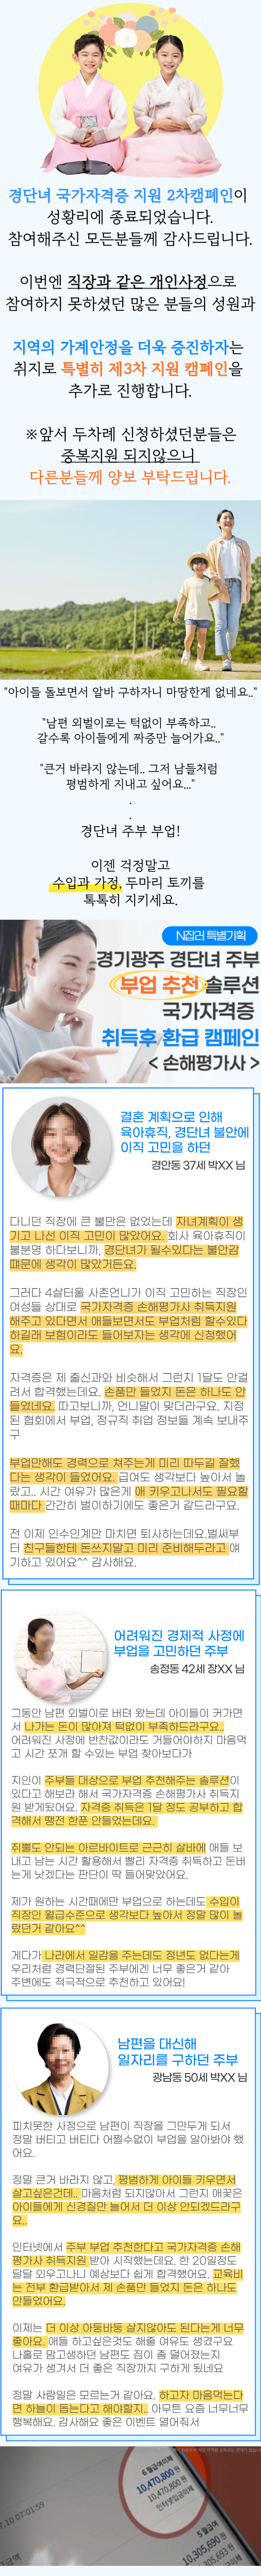 경단녀 국가자격증 지원 2차캠페인이
성황리에 종료되었습니다.
참여해주신 모든분들께 감사드립니다.
이번엔 직장과 같은 개인사정으로
참여하지 못하셨던 많은 분들의 성원과
지역의 가계안정을 더욱 증진하자는
취지로 특별히 제3차 지원 캠페인을
추가로 진행합니다.
※앞서 두차례 신청하셨던분들은
중복지원 되지않으니
다른분들께 양보 부탁드립니다.
"아이들 돌보면서 알바 구하자니 마땅한게 없네요.."
"남편 외벌이로는 턱없이 부족하고..
갈수록 아이들에게 짜증만 늘어가요.."
"큰거 바라지 않는데.. 그저 남들처럼
평범하게 지내고 싶어요..."
.
.
경단녀 주부 부업!
이젠 걱정말고
수입과 가정, 두마리 토끼를
톡톡히 지키세요.
N잡러 특별기획
경기광주 경단녀 주부
부업 추천 솔루션
국가자격증
취득후 환급 캠페인
< 손해평가사 >
결혼 계획으로 인해
육아휴직, 경단녀 불안에
이직 고민을 하던
경안동 37세 박XX 님
다니던 직장에 큰 불만은 없었는데 자녀계획이 생
기고 나선 이직 고민이 많았어요. 회사 육아휴직이
불분명 하다보니까, 경단녀가 될수있다는 불안감
때문에 생각이 많았거든요.
그러다 4살터울 사촌언니가 이직 고민하는 직장인
여성들 상대로 국가자격증 손해평가사 취득지원
해주고 있다면서 애들보면서도 부업처럼 할수있다
하길래 보험이라도 들어보자는 생각에 신청했어
요.
자격증은 제 출신과와 비슷해서 그런지 1달도 안걸
려서 합격했는데요. 손품만 들었지 돈은 하나도 안
들었네요. 따고보니까, 언니말이 맞더라구요. 지정
된 협회에서 부업, 정규직 취업 정보들 계속 보내주
구
부업만해도 경력으로 쳐주는게 미리 따두길 잘했
다는 생각이 들었어요. 급여도 생각보다 높아서 놀
랐고.. 시간 여유가 많은게 애 키우고나서도 필요할
때마다 간간히 벌이하기에도 좋은거 같드라구요.
전 이제 인수인계만 마치면 퇴사하는데요.벌써부
터 친구들한테 돈쓰지말고 미리 준비해두라고 얘
기하고 있어요^^ 감사해요.
어려워진 경제적 사정에
부업을 고민하던 주부
송정동 42세 장XX 님
그동안 남편 외벌이로 버텨 왔는데 아이들이 커가면
서 나가는 돈이 많아져 턱없이 부족하드라구요..
어려워진 사정에 반찬값이라도 거들어야하지 마음먹
고 시간 쪼개 할 수있는 부업 찾아보다가
지인이 주부들 대상으로 부업 추천해주는 솔루션이
있다고 해보라 해서 국가자격증 손해평가사 취득지
원 받게됬어요. 자격증 취득은 1달 정도 공부하고 합
격해서 땡진 한푼 안들었는데요.
쥐뿔도 안되는 아르바이트로 근근히 살바에 애들 보
내고 남는 시간 활용해서 빨리 자격증 취득하고 돈버
는게 낫겠다는 판단이 딱 들어맞았어요.
제가 원하는 시간때에만 부업으로 하는데도 수입이
직장인 월급수준으로 생각보다 높아서 정말 많이 놀
랐던거 같아요^^
게다가 나라에서 일감을 주는데도 정년도 없다는게
우리처럼 경력단절된 주부에겐 너무 좋은거 같아
주변에도 적극적으로 추천하고 있어요!
남편을 대신해
일자리를 구하던 주부
광남동 50세 박XX 님
피치못한 사정으로 남편이 직장을 그만두게 되서
정말 버티고 버티다 어쩔수없이 부업을 알아봐야 했
어요.
정말 큰거 바라지 않고, 평범하게 아이들 키우면서
살고싶은건데.. 마음처럼 되지않아서 그런지 애꿎은
아이들에게 신경질만 늘어서 더 이상 안되겠드라구
요..
인터넷에서 주부 부업 추천한다고 국가자격증 손해
평가사 취득지원 받아 시작했는데요. 한 20일정도
달달 외우고나니 예상보다 쉽게 합격했어요. 교육비
는 전부 환급받아서 제 손품만 들었지 돈은 하나도
안들었어요.
이제는 더 이상 아둥바둥 살지않아도 된다는게 너무
좋아요. 애들 하고싶은것도 해줄 여유도 생겼구요
나홀로 맘고생하던 남편도 짐이 좀 덜어졌는지
여유가 생겨서 더 좋은 직장까지 구하게 됬네요
정말 사람일은 모르는거 같아요. 하고자 마음먹는다
면 하늘이 돕는다고 해야할지.. 아무튼 요즘 너무너무
행복해요. 감사해요 좋은 이벤트 열어줘서
7.10 07:01:59
6 월급여이체
10,470,800 원
10,470,800 원
인터넷급여이체
5 월급여
10,305,690 원
10,305,693 원